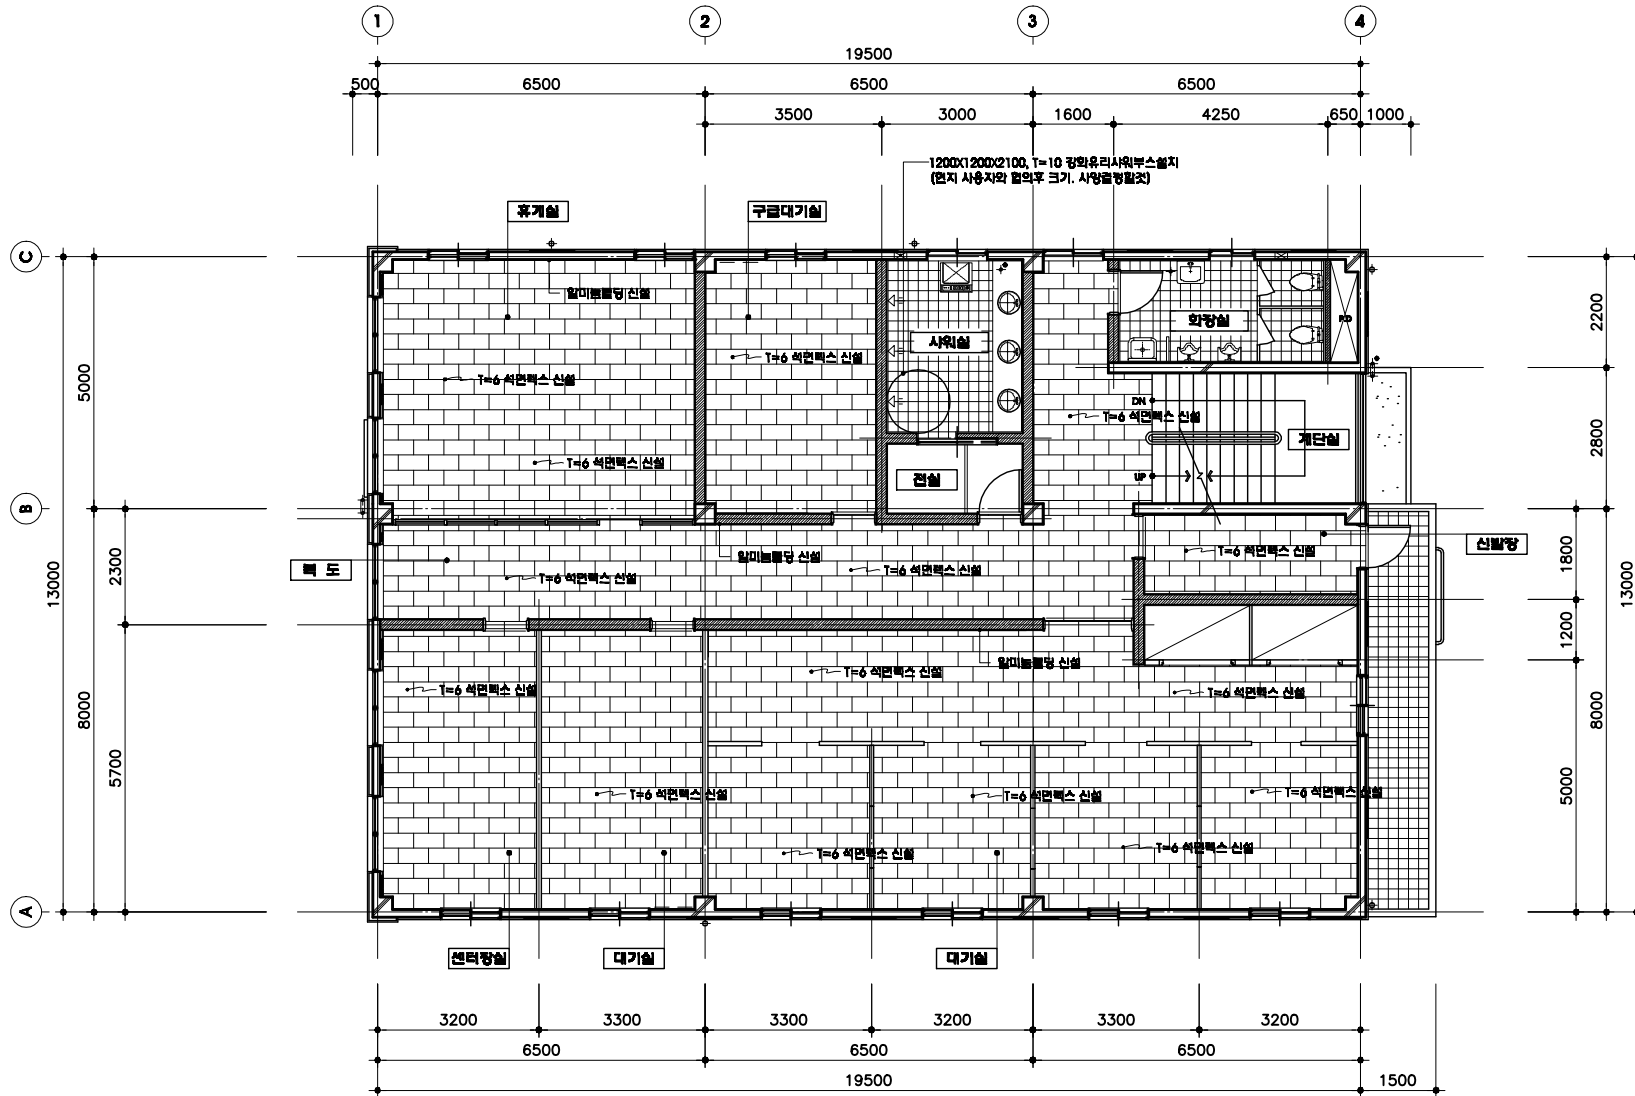 1
2
3
4
19500
500
6500
6500
6500
3500
3000
1600
4250
650
1000
1200X1200X2100, T=10 강화유리샤워부스설치
(현지 사용자와 협의후 크기. 사양결정할것)
휴게실
구급대기실
C
알미늄몰딩 신설
화장실
PD
샤워실
T=6 석면텍스 신설
T=6 석면텍스 신설
2200
5000
DN
T=6 석면텍스 신설
계단실
2800
T=6 석면텍스 신설
UP
전실
B
신발장
알미늄몰딩 신설
T=6 석면텍스 신설
복 도
T=6 석면텍스 신설
T=6 석면텍스 신설
1800
2300
13000
13000
1200
알미늄몰딩 신설
T=6 석면텍스 신설
T=6 석면텍스 신설
T=6 석면텍스 신설
8000
8000
5700
5000
T=6 석면텍스 신설
T=6 석면텍스 신설
T=6 석면텍스 신설
T=6 석면텍스 신설
T=6 석면텍스 신설
A
센터장실
대기실
대기실
3200
3300
3300
3200
3300
3200
6500
6500
6500
19500
1500